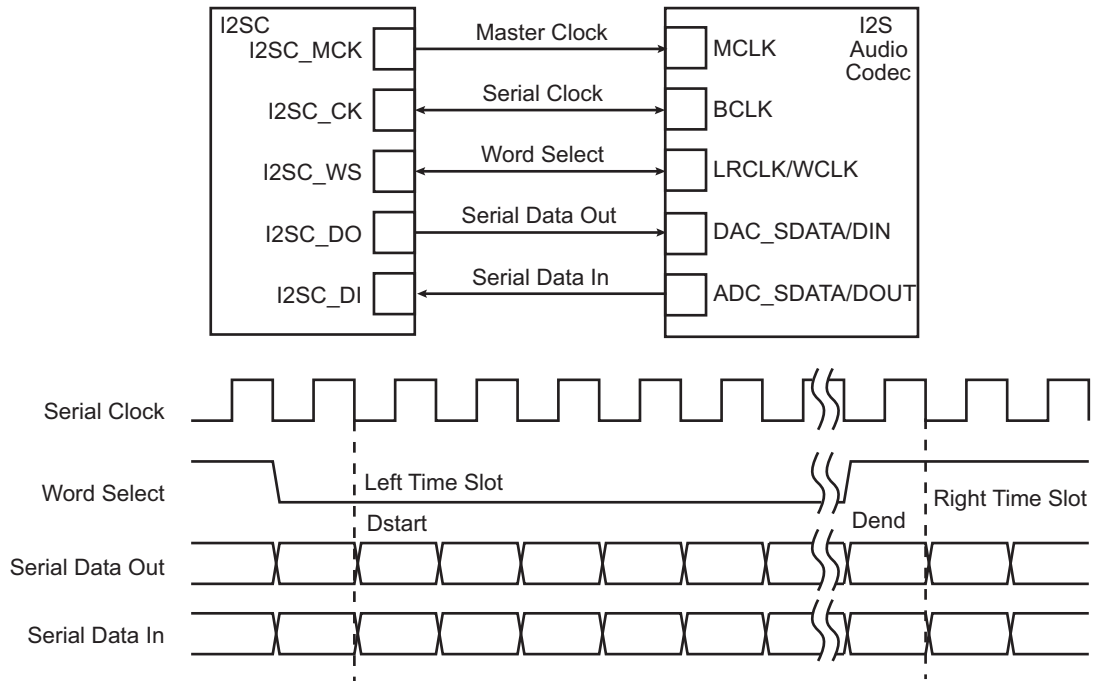 I2SC
I2S
Audio
Codec
I2SC_MCK
Master Clock
MCLK
I2SC_CK
Serial Clock
BCLK
I2SC_WS
Word Select
LRCLK/WCLK
I2SC_DO
Serial Data Out
DAC_SDATA/DIN
I2SC_DI
Serial Data In
ADC_SDATA/DOUT
Serial Clock
Word Select
Left Time Slot
Right Time Slot
Dstart
Dend
Serial Data Out
Serial Data In